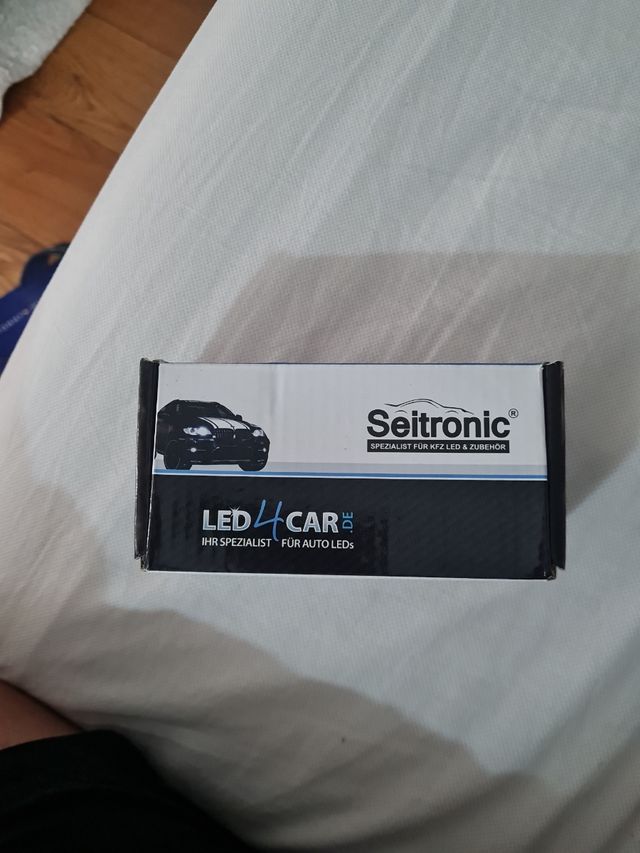 Seitronic®
SPEZIALIST FÜR KFZ LED & ZUBEHÖR
LED4CAR.DE
IHR SPEZIALIST FÜR AUTO LEDs